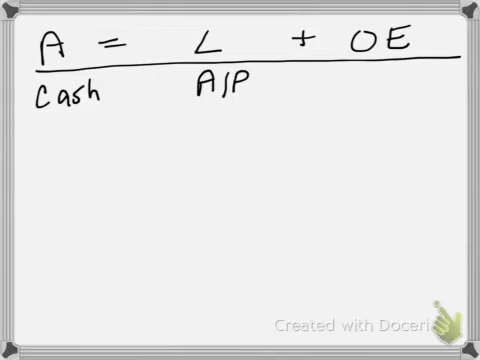 A = L + OE
Cash A/P
Created with Doceri